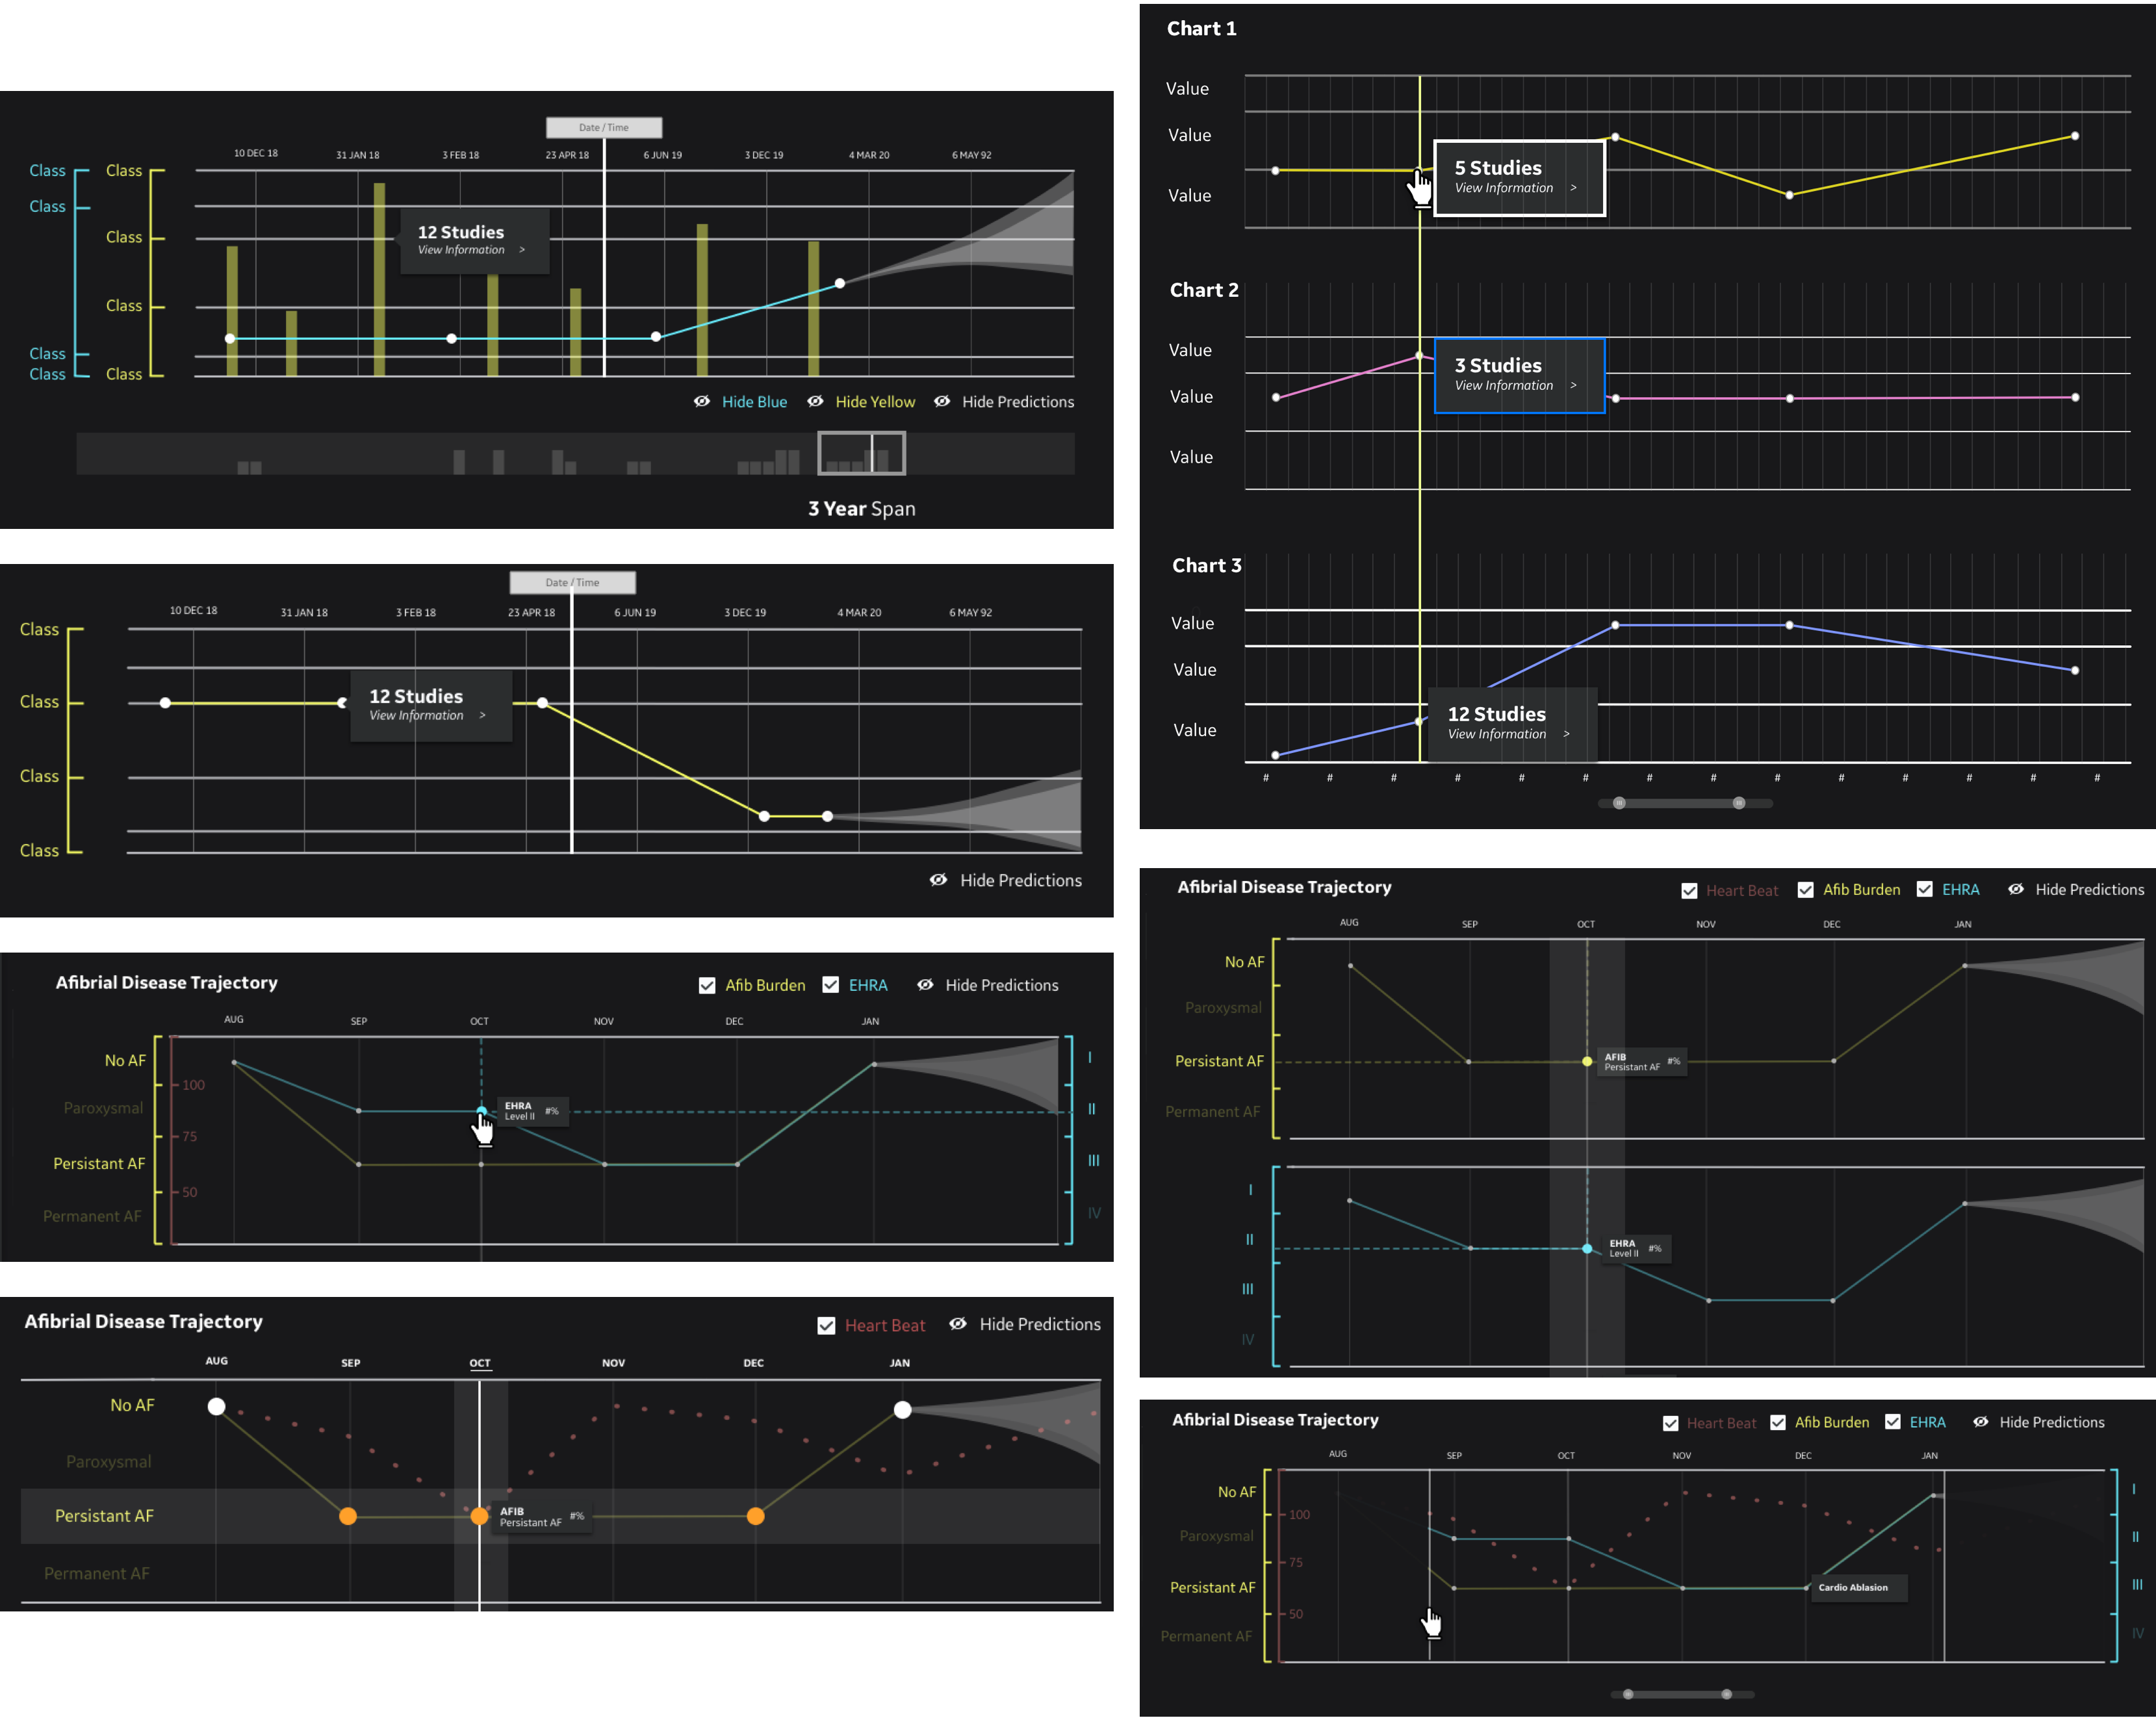 Date / Time
10 DEC 18 31 JAN 18 3 FEB 18 23 APR 18 6 JUN 19 3 DEC 19 4 MAR 20 6 MAY 92
Class Class
Class
Class
12 Studies
View Information >
Class
Class
Class Class
Hide Blue Hide Yellow Hide Predictions
3 Year Span
Date / Time
10 DEC 18 31 JAN 18 3 FEB 18 23 APR 18 6 JUN 19 3 DEC 19 4 MAR 20 6 MAY 92
Class
Class
12 Studies
View Information >
Class
Class
Hide Predictions
Afibrial Disease Trajectory
Afib Burden EHRA Hide Predictions
AUG SEP OCT NOV DEC JAN
No AF I
100
Paroxysmal EHRA #% II
Level II
75
Persistant AF III
50
Permanent AF IV
Afibrial Disease Trajectory
Heart Beat Hide Predictions
AUG SEP OCT NOV DEC JAN
No AF
Paroxysmal
Persistant AF AFIB #%
Persistant AF
Permanent AF
Chart 1
Value
Value
5 Studies
View Information >
Value
Chart 2
Value
3 Studies
View Information >
Value
Value
Chart 3
Value
Value
12 Studies
View Information >
Value
# # # # # # # # # # # # # #
Afibrial Disease Trajectory
Heart Beat Afib Burden EHRA Hide Predictions
AUG SEP OCT NOV DEC JAN
No AF
Paroxysmal
Persistant AF AFIB #%
Persistant AF
Permanent AF
I
II EHRA #%
Level II
III
IV
Afibrial Disease Trajectory
Heart Beat Afib Burden EHRA Hide Predictions
AUG SEP OCT NOV DEC JAN
No AF I
100
Paroxysmal II
75
Persistant AF Cardio Ablasion III
50
Permanent AF IV